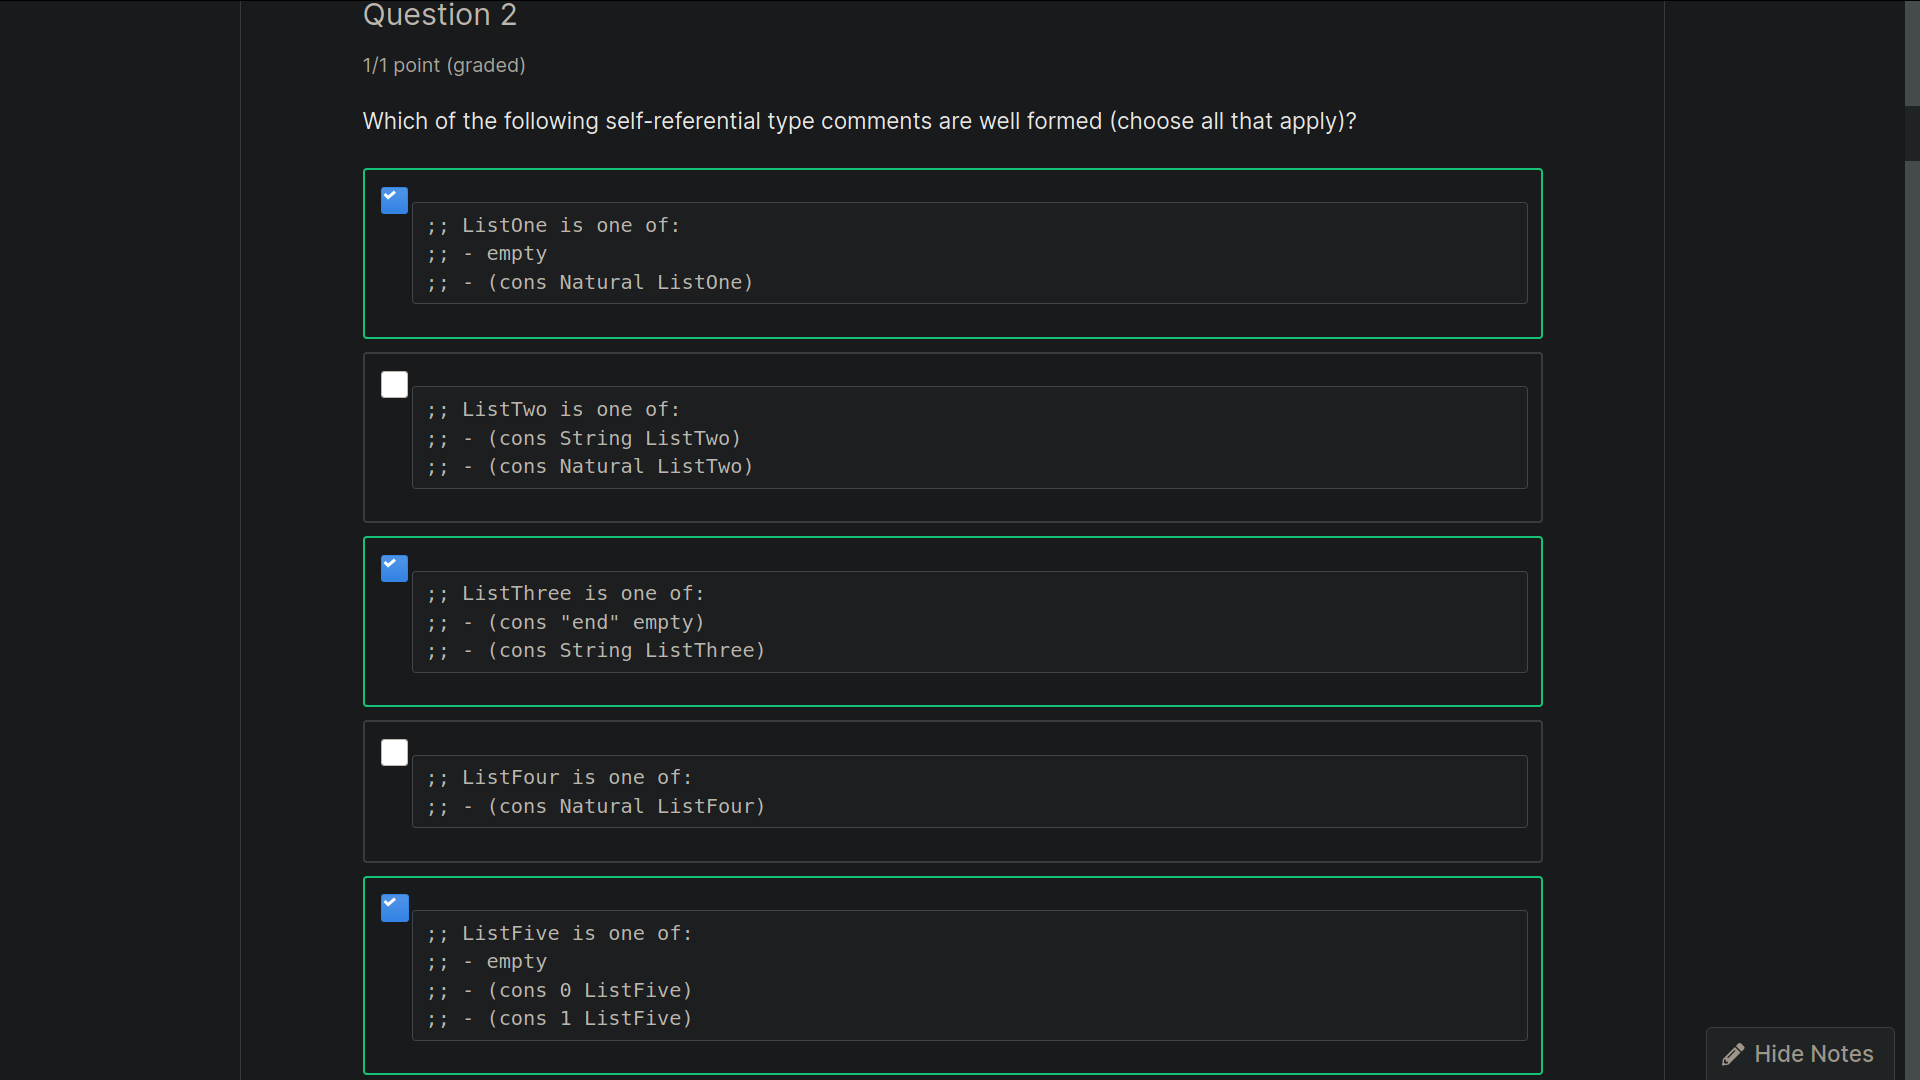 Question 2
1/1 point (graded)
Which of the following self-referential type comments are well formed (choose all that apply)?
;; ListOne is one of:
;; - empty
;; - (cons Natural ListOne)
;; ListTwo is one of:
;; - (cons String ListTwo)
;; - (cons Natural ListTwo)
;; ListThree is one of:
;; - (cons "end" empty)
;; - (cons String ListThree)
;; ListFour is one of:
;; - (cons Natural ListFour)
;; ListFive is one of:
;; - empty
;; - (cons 0 ListFive)
;; - (cons 1 ListFive)
Hide Notes